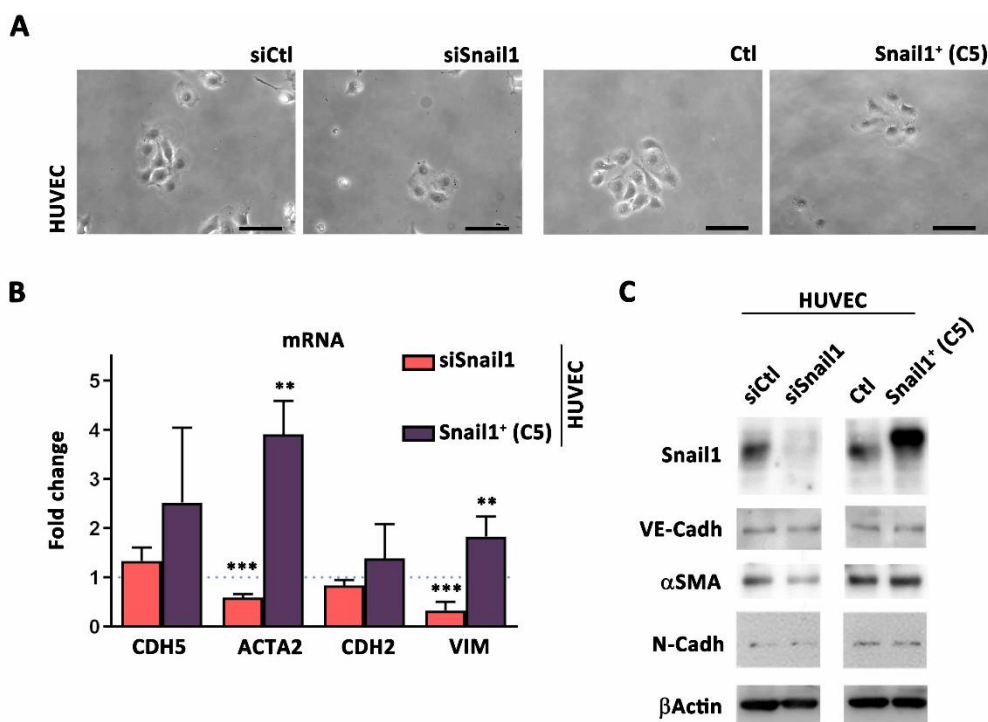 A
siCtl
siSnail1
Ctl
Snail1⁺ (C5)
HUVEC
B
mRNA
siSnail1
Snail1⁺ (C5)
HUVEC
Fold change
5
4
3
2
1
0
**
***
**
***
CDH5
ACTA2
CDH2
VIM
C
HUVEC
siCtl
siSnail1
Ctl
Snail1⁺ (C5)
Snail1
VE-Cadh
αSMA
N-Cadh
βActin